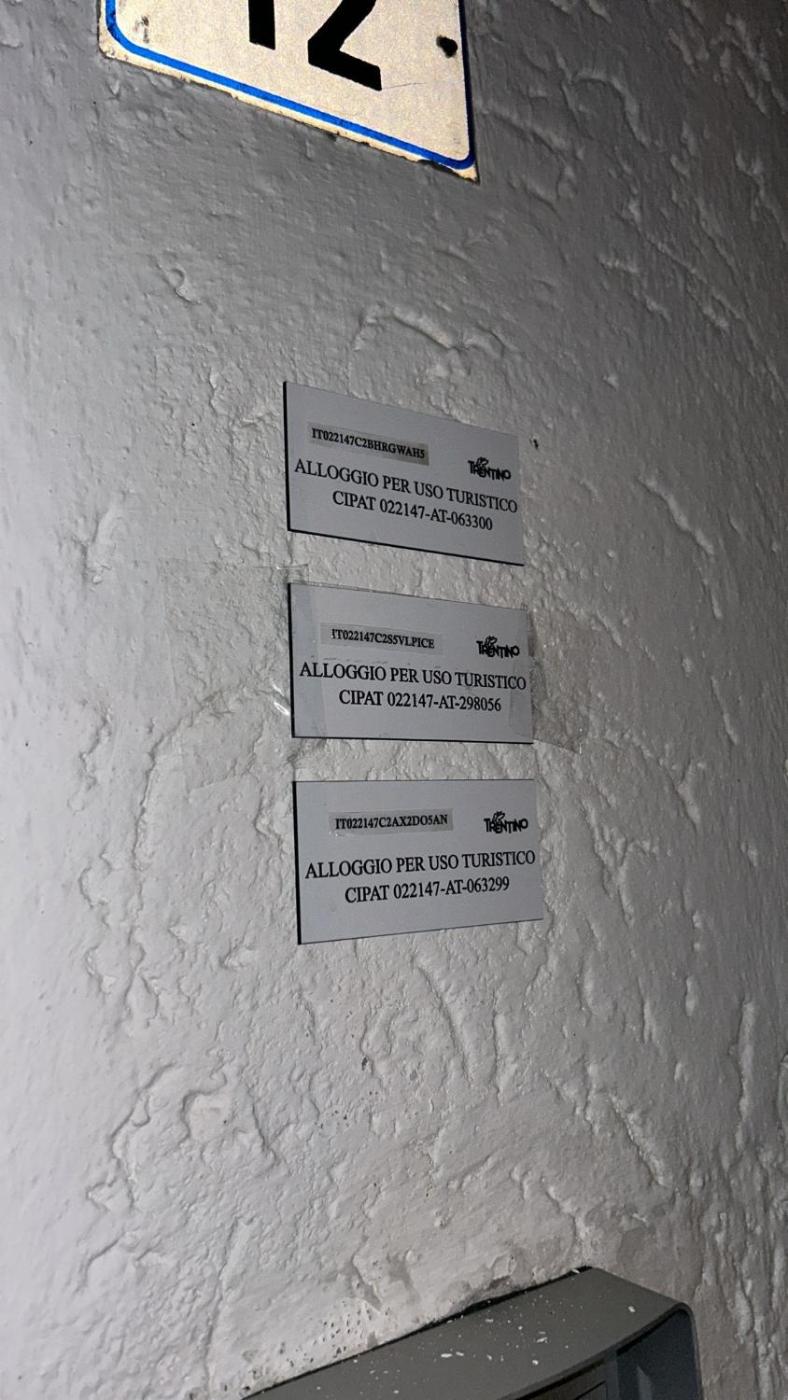 12
IT022147C2BHRGWAH5
TRENTINO
ALLOGGIO PER USO TURISTICO
CIPAT 022147-AT-063300
IT022147C2S5VLPICE
TRENTINO
ALLOGGIO PER USO TURISTICO
CIPAT 022147-AT-298056
IT022147C2AX2DO5AN
TRENTINO
ALLOGGIO PER USO TURISTICO
CIPAT 022147-AT-063299